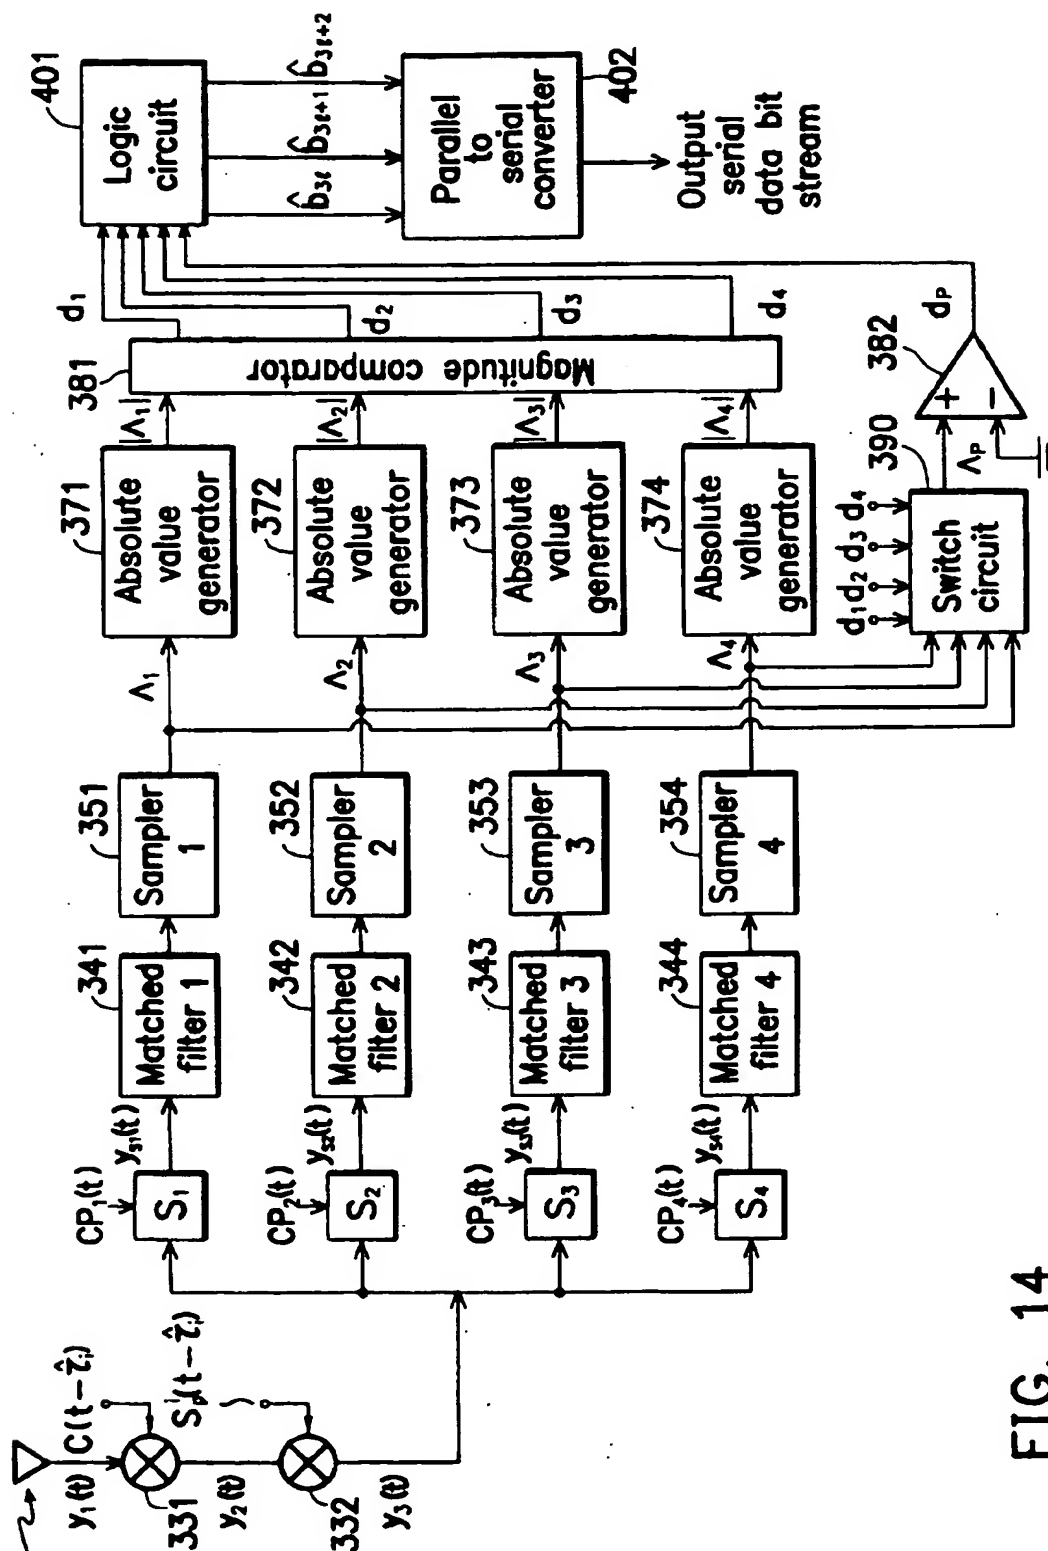 y₁(t)
C(t-τ̂ᵢ)
331
y₂(t)
332
y₃(t)
CP₁(t)
S₁
yS1(t)
341
Matched
filter 1
351
Sampler
1
Λ₁
371
Absolute
value
generator
|Λ₁|
CP₂(t)
S₂
yS2(t)
342
Matched
filter 2
352
Sampler
2
Λ₂
372
Absolute
value
generator
|Λ₂|
CP₃(t)
S₃
yS3(t)
343
Matched
filter 3
353
Sampler
3
Λ₃
373
Absolute
value
generator
|Λ₃|
CP₄(t)
S₄
yS4(t)
344
Matched
filter 4
354
Sampler
4
Λ₄
374
Absolute
value
generator
|Λ₄|
381
Magnitude comparator
d₁
d₂
d₃
d₄
d₁ d₂ d₃ d₄
390
Switch
circuit
ΛP
382
+
−
dP
401
Logic
circuit
b̂₃ℓ
b̂₃ℓ₊₁
b̂₃ℓ₊₂
402
Parallel
to
serial
converter
Output
serial
data bit
stream
FIG. 14